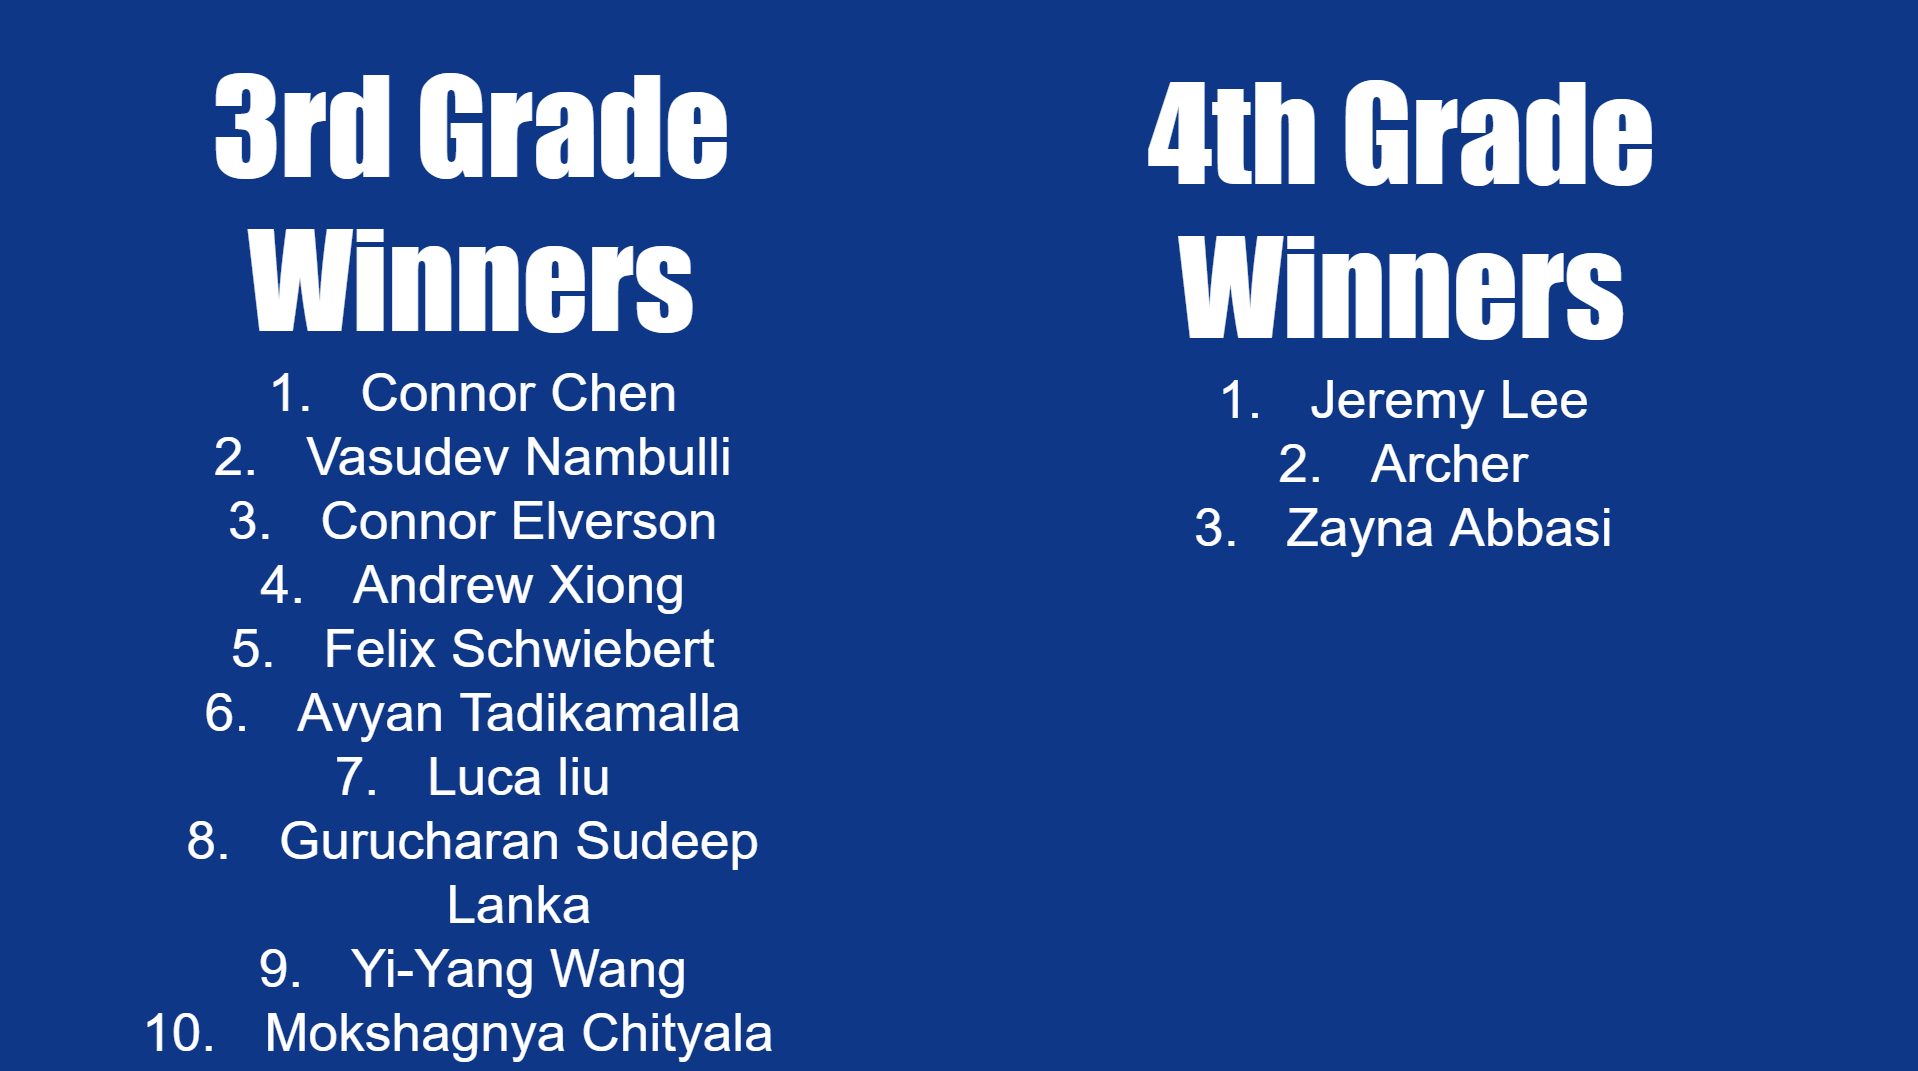 3rd Grade
Winners
1. Connor Chen
2. Vasudev Nambulli
3. Connor Elverson
4. Andrew Xiong
5. Felix Schwiebert
6. Avyan Tadikamalla
7. Luca liu
8. Gurucharan Sudeep
Lanka
9. Yi-Yang Wang
10. Mokshagnya Chityala
4th Grade
Winners
1. Jeremy Lee
2. Archer
3. Zayna Abbasi